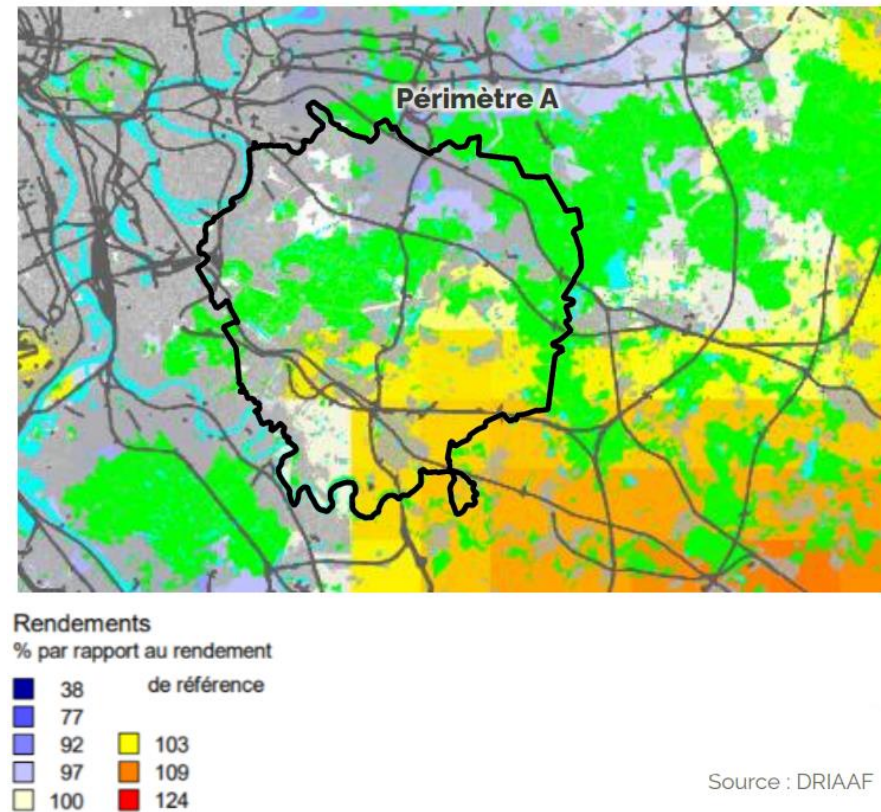 Périmètre A
Rendements
% par rapport au rendement
de référence
38
77
92
97
100
103
109
124
Source : DRIAAF